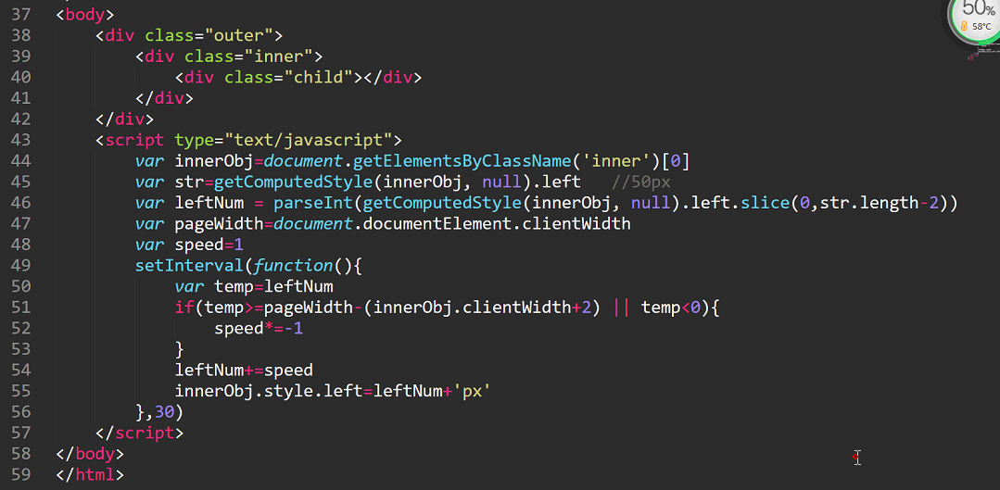 37 <body>
38 <div class="outer">
39 <div class="inner">
40 <div class="child"></div>
41 </div>
42 </div>
43 <script type="text/javascript">
44 var innerObj=document.getElementsByClassName('inner')[0]
45 var str=getComputedStyle(innerObj, null).left //50px
46 var leftNum = parseInt(getComputedStyle(innerObj, null).left.slice(0,str.length-2))
47 var pageWidth=document.documentElement.clientWidth
48 var speed=1
49 setInterval(function(){
50 var temp=leftNum
51 if(temp>=pageWidth-(innerObj.clientWidth+2) || temp<0){
52 speed*=-1
53 }
54 leftNum+=speed
55 innerObj.style.left=leftNum+'px'
56 },30)
57 </script>
58 </body>
59 </html>
50%
58°C